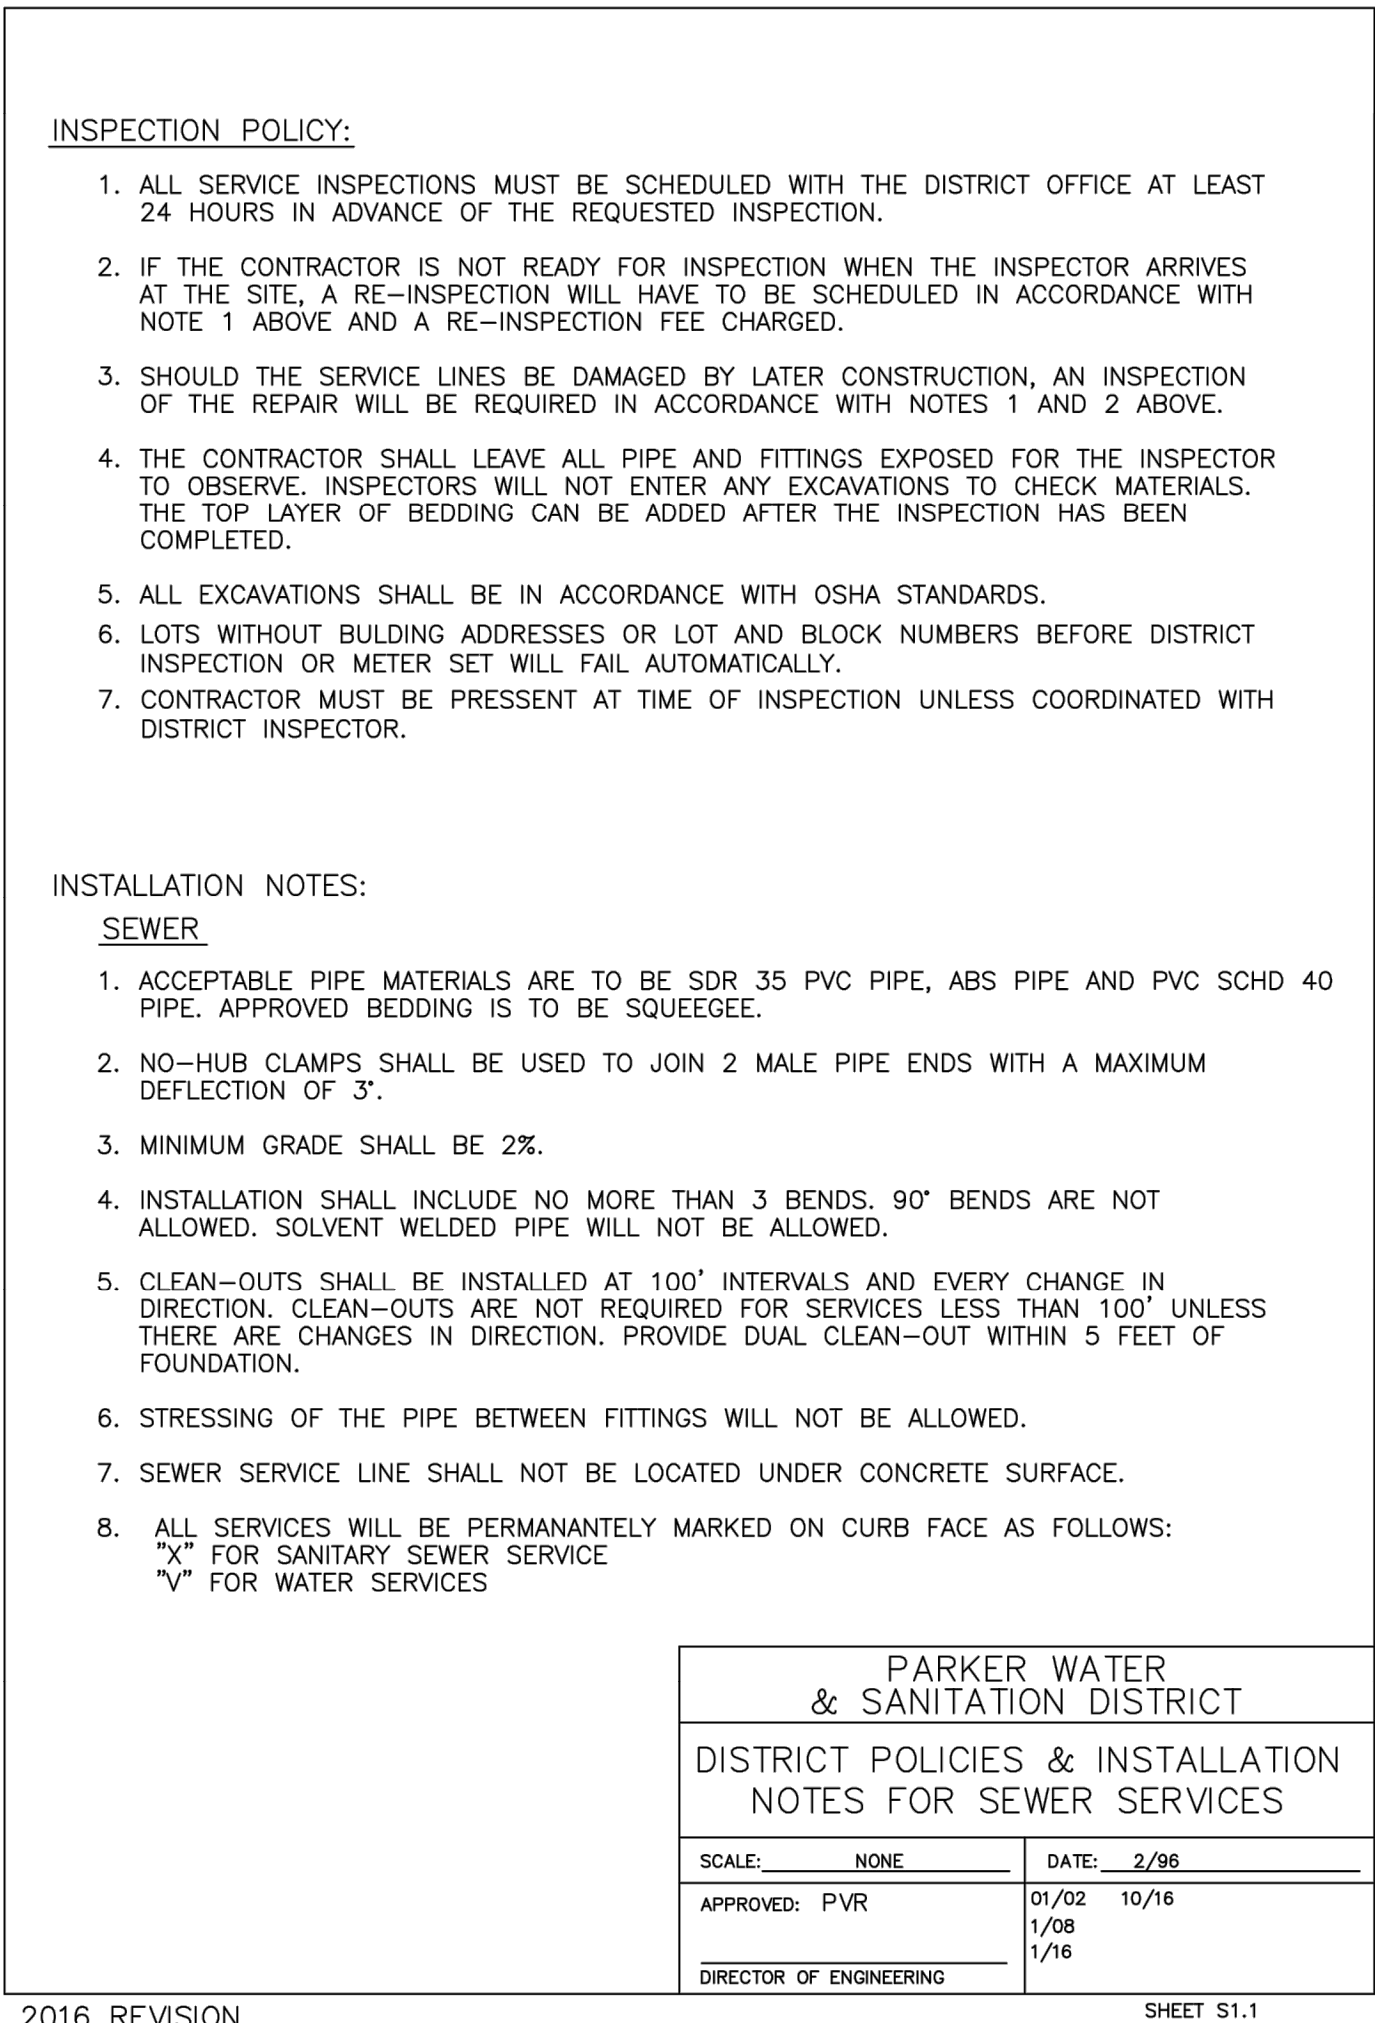 INSPECTION POLICY:
1. ALL SERVICE INSPECTIONS MUST BE SCHEDULED WITH THE DISTRICT OFFICE AT LEAST
24 HOURS IN ADVANCE OF THE REQUESTED INSPECTION.
2. IF THE CONTRACTOR IS NOT READY FOR INSPECTION WHEN THE INSPECTOR ARRIVES
AT THE SITE, A RE-INSPECTION WILL HAVE TO BE SCHEDULED IN ACCORDANCE WITH
NOTE 1 ABOVE AND A RE-INSPECTION FEE CHARGED.
3. SHOULD THE SERVICE LINES BE DAMAGED BY LATER CONSTRUCTION, AN INSPECTION
OF THE REPAIR WILL BE REQUIRED IN ACCORDANCE WITH NOTES 1 AND 2 ABOVE.
4. THE CONTRACTOR SHALL LEAVE ALL PIPE AND FITTINGS EXPOSED FOR THE INSPECTOR
TO OBSERVE. INSPECTORS WILL NOT ENTER ANY EXCAVATIONS TO CHECK MATERIALS.
THE TOP LAYER OF BEDDING CAN BE ADDED AFTER THE INSPECTION HAS BEEN
COMPLETED.
5. ALL EXCAVATIONS SHALL BE IN ACCORDANCE WITH OSHA STANDARDS.
6. LOTS WITHOUT BULDING ADDRESSES OR LOT AND BLOCK NUMBERS BEFORE DISTRICT
INSPECTION OR METER SET WILL FAIL AUTOMATICALLY.
7. CONTRACTOR MUST BE PRESSENT AT TIME OF INSPECTION UNLESS COORDINATED WITH
DISTRICT INSPECTOR.
INSTALLATION NOTES:
SEWER
1. ACCEPTABLE PIPE MATERIALS ARE TO BE SDR 35 PVC PIPE, ABS PIPE AND PVC SCHD 40
PIPE. APPROVED BEDDING IS TO BE SQUEEGEE.
2. NO-HUB CLAMPS SHALL BE USED TO JOIN 2 MALE PIPE ENDS WITH A MAXIMUM
DEFLECTION OF 3°.
3. MINIMUM GRADE SHALL BE 2%.
4. INSTALLATION SHALL INCLUDE NO MORE THAN 3 BENDS. 90° BENDS ARE NOT
ALLOWED. SOLVENT WELDED PIPE WILL NOT BE ALLOWED.
5. CLEAN-OUTS SHALL BE INSTALLED AT 100' INTERVALS AND EVERY CHANGE IN
DIRECTION. CLEAN-OUTS ARE NOT REQUIRED FOR SERVICES LESS THAN 100' UNLESS
THERE ARE CHANGES IN DIRECTION. PROVIDE DUAL CLEAN-OUT WITHIN 5 FEET OF
FOUNDATION.
6. STRESSING OF THE PIPE BETWEEN FITTINGS WILL NOT BE ALLOWED.
7. SEWER SERVICE LINE SHALL NOT BE LOCATED UNDER CONCRETE SURFACE.
8. ALL SERVICES WILL BE PERMANANTELY MARKED ON CURB FACE AS FOLLOWS:
"X" FOR SANITARY SEWER SERVICE
"V" FOR WATER SERVICES
PARKER WATER
& SANITATION DISTRICT
DISTRICT POLICIES & INSTALLATION
NOTES FOR SEWER SERVICES
SCALE: NONE DATE: 2/96
APPROVED: PVR 01/02 10/16
1/08
1/16
DIRECTOR OF ENGINEERING
2016 REVISION SHEET S1.1